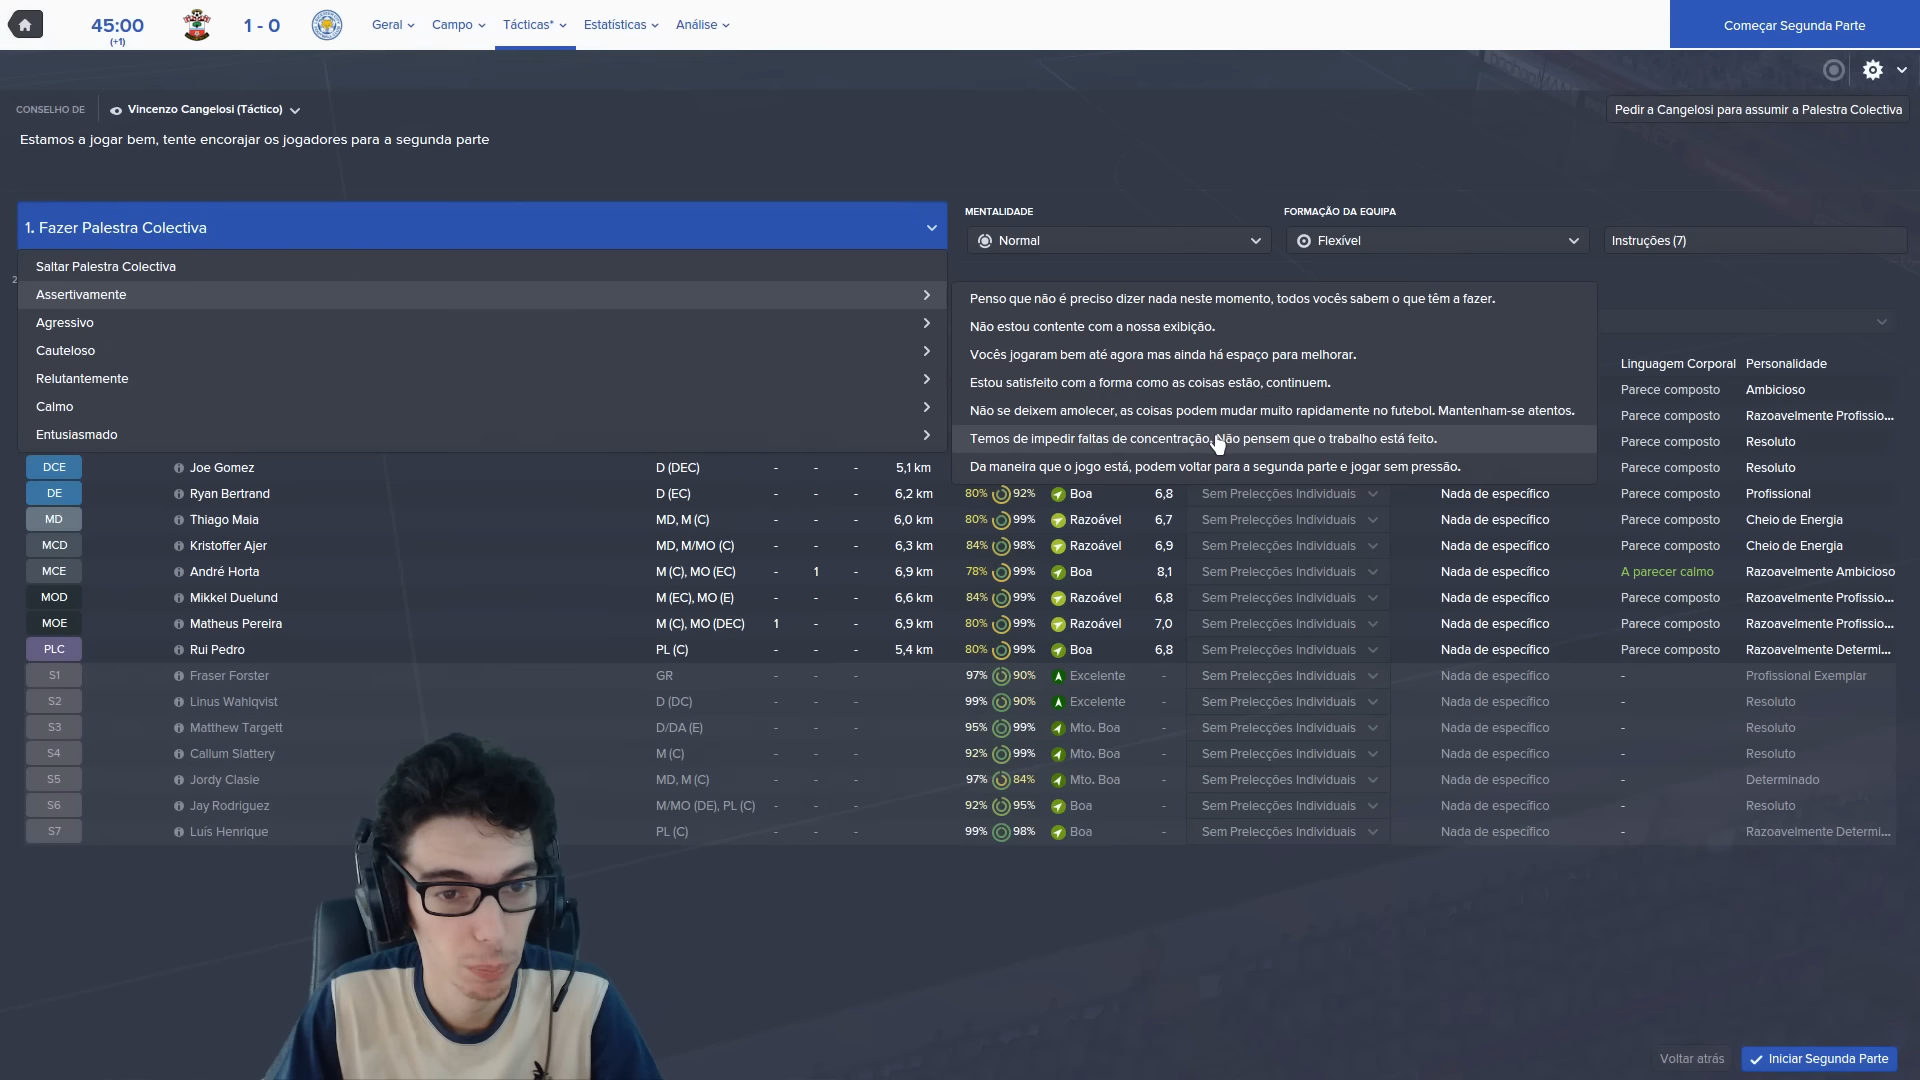 45:00
(+1)
1 - 0
Geral
Campo
Tácticas*
Estatísticas
Análise
Começar Segunda Parte
CONSELHO DE
Vincenzo Cangelosi (Táctico)
Pedir a Cangelosi para assumir a Palestra Colectiva
Estamos a jogar bem, tente encorajar os jogadores para a segunda parte
1. Fazer Palestra Colectiva
MENTALIDADE
FORMAÇÃO DA EQUIPA
Normal
Flexível
Instruções (7)
Saltar Palestra Colectiva
Assertivamente
Agressivo
Cauteloso
Relutantemente
Calmo
Entusiasmado
2
Penso que não é preciso dizer nada neste momento, todos vocês sabem o que têm a fazer.
Não estou contente com a nossa exibição.
Vocês jogaram bem até agora mas ainda há espaço para melhorar.
Estou satisfeito com a forma como as coisas estão, continuem.
Não se deixem amolecer, as coisas podem mudar muito rapidamente no futebol. Mantenham-se atentos.
Temos de impedir faltas de concentração. Não pensem que o trabalho está feito.
Da maneira que o jogo está, podem voltar para a segunda parte e jogar sem pressão.
Linguagem Corporal Personalidade
Parece composto Ambicioso
Parece composto Razoavelmente Profissio...
Parece composto Resoluto
DCE Joe Gomez D (DEC) - - - 5,1 km Parece composto Resoluto
DE Ryan Bertrand D (EC) - - - 6,2 km 80% 92% Boa 6,8 Sem Prelecções Individuais Nada de específico Parece composto Profissional
MD Thiago Maia MD, M (C) - - - 6,0 km 80% 99% Razoável 6,7 Sem Prelecções Individuais Nada de específico Parece composto Cheio de Energia
MCD Kristoffer Ajer MD, M/MO (C) - - - 6,3 km 84% 98% Razoável 6,9 Sem Prelecções Individuais Nada de específico Parece composto Cheio de Energia
MCE André Horta M (C), MO (EC) - 1 - 6,9 km 78% 99% Boa 8,1 Sem Prelecções Individuais Nada de específico A parecer calmo Razoavelmente Ambicioso
MOD Mikkel Duelund M (EC), MO (E) - - - 6,6 km 84% 99% Razoável 6,8 Sem Prelecções Individuais Nada de específico Parece composto Razoavelmente Profissio...
MOE Matheus Pereira M (C), MO (DEC) 1 - - 6,9 km 80% 99% Razoável 7,0 Sem Prelecções Individuais Nada de específico Parece composto Razoavelmente Profissio...
PLC Rui Pedro PL (C) - - - 5,4 km 80% 99% Boa 6,8 Sem Prelecções Individuais Nada de específico Parece composto Razoavelmente Determi...
S1 Fraser Forster GR 97% 90% Excelente - Sem Prelecções Individuais Nada de específico - Profissional Exemplar
S2 Linus Wahlqvist D (DC) - - - 99% 90% Excelente - Sem Prelecções Individuais Nada de específico - Resoluto
S3 Matthew Targett D/DA (E) - - - 95% 99% Mto. Boa - Sem Prelecções Individuais Nada de específico - Resoluto
S4 Callum Slattery M (C) - - - 92% 99% Mto. Boa - Sem Prelecções Individuais Nada de específico - Resoluto
S5 Jordy Clasie MD, M (C) - - - 97% 84% Mto. Boa - Sem Prelecções Individuais Nada de específico - Determinado
S6 Jay Rodriguez M/MO (DE), PL (C) - - - 92% 95% Boa - Sem Prelecções Individuais Nada de específico - Resoluto
S7 Luís Henrique PL (C) - - - 99% 98% Boa - Sem Prelecções Individuais Nada de específico - Razoavelmente Determi...
Voltar atrás
Iniciar Segunda Parte